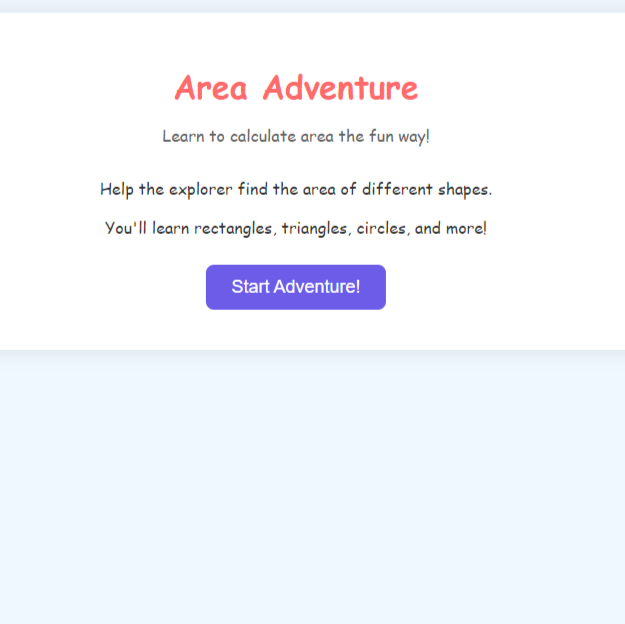 Area Adventure
Learn to calculate area the fun way!
Help the explorer find the area of different shapes.
You'll learn rectangles, triangles, circles, and more!
Start Adventure!